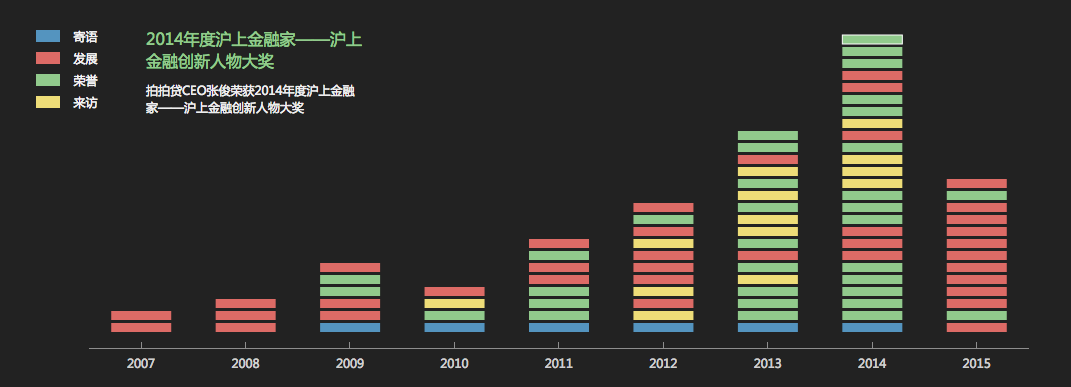 寄语
发展
荣誉
来访
2014年度沪上金融家——沪上
金融创新人物大奖
拍拍贷CEO张俊荣获2014年度沪上金融
家——沪上金融创新人物大奖
2007 2008 2009 2010 2011 2012 2013 2014 2015